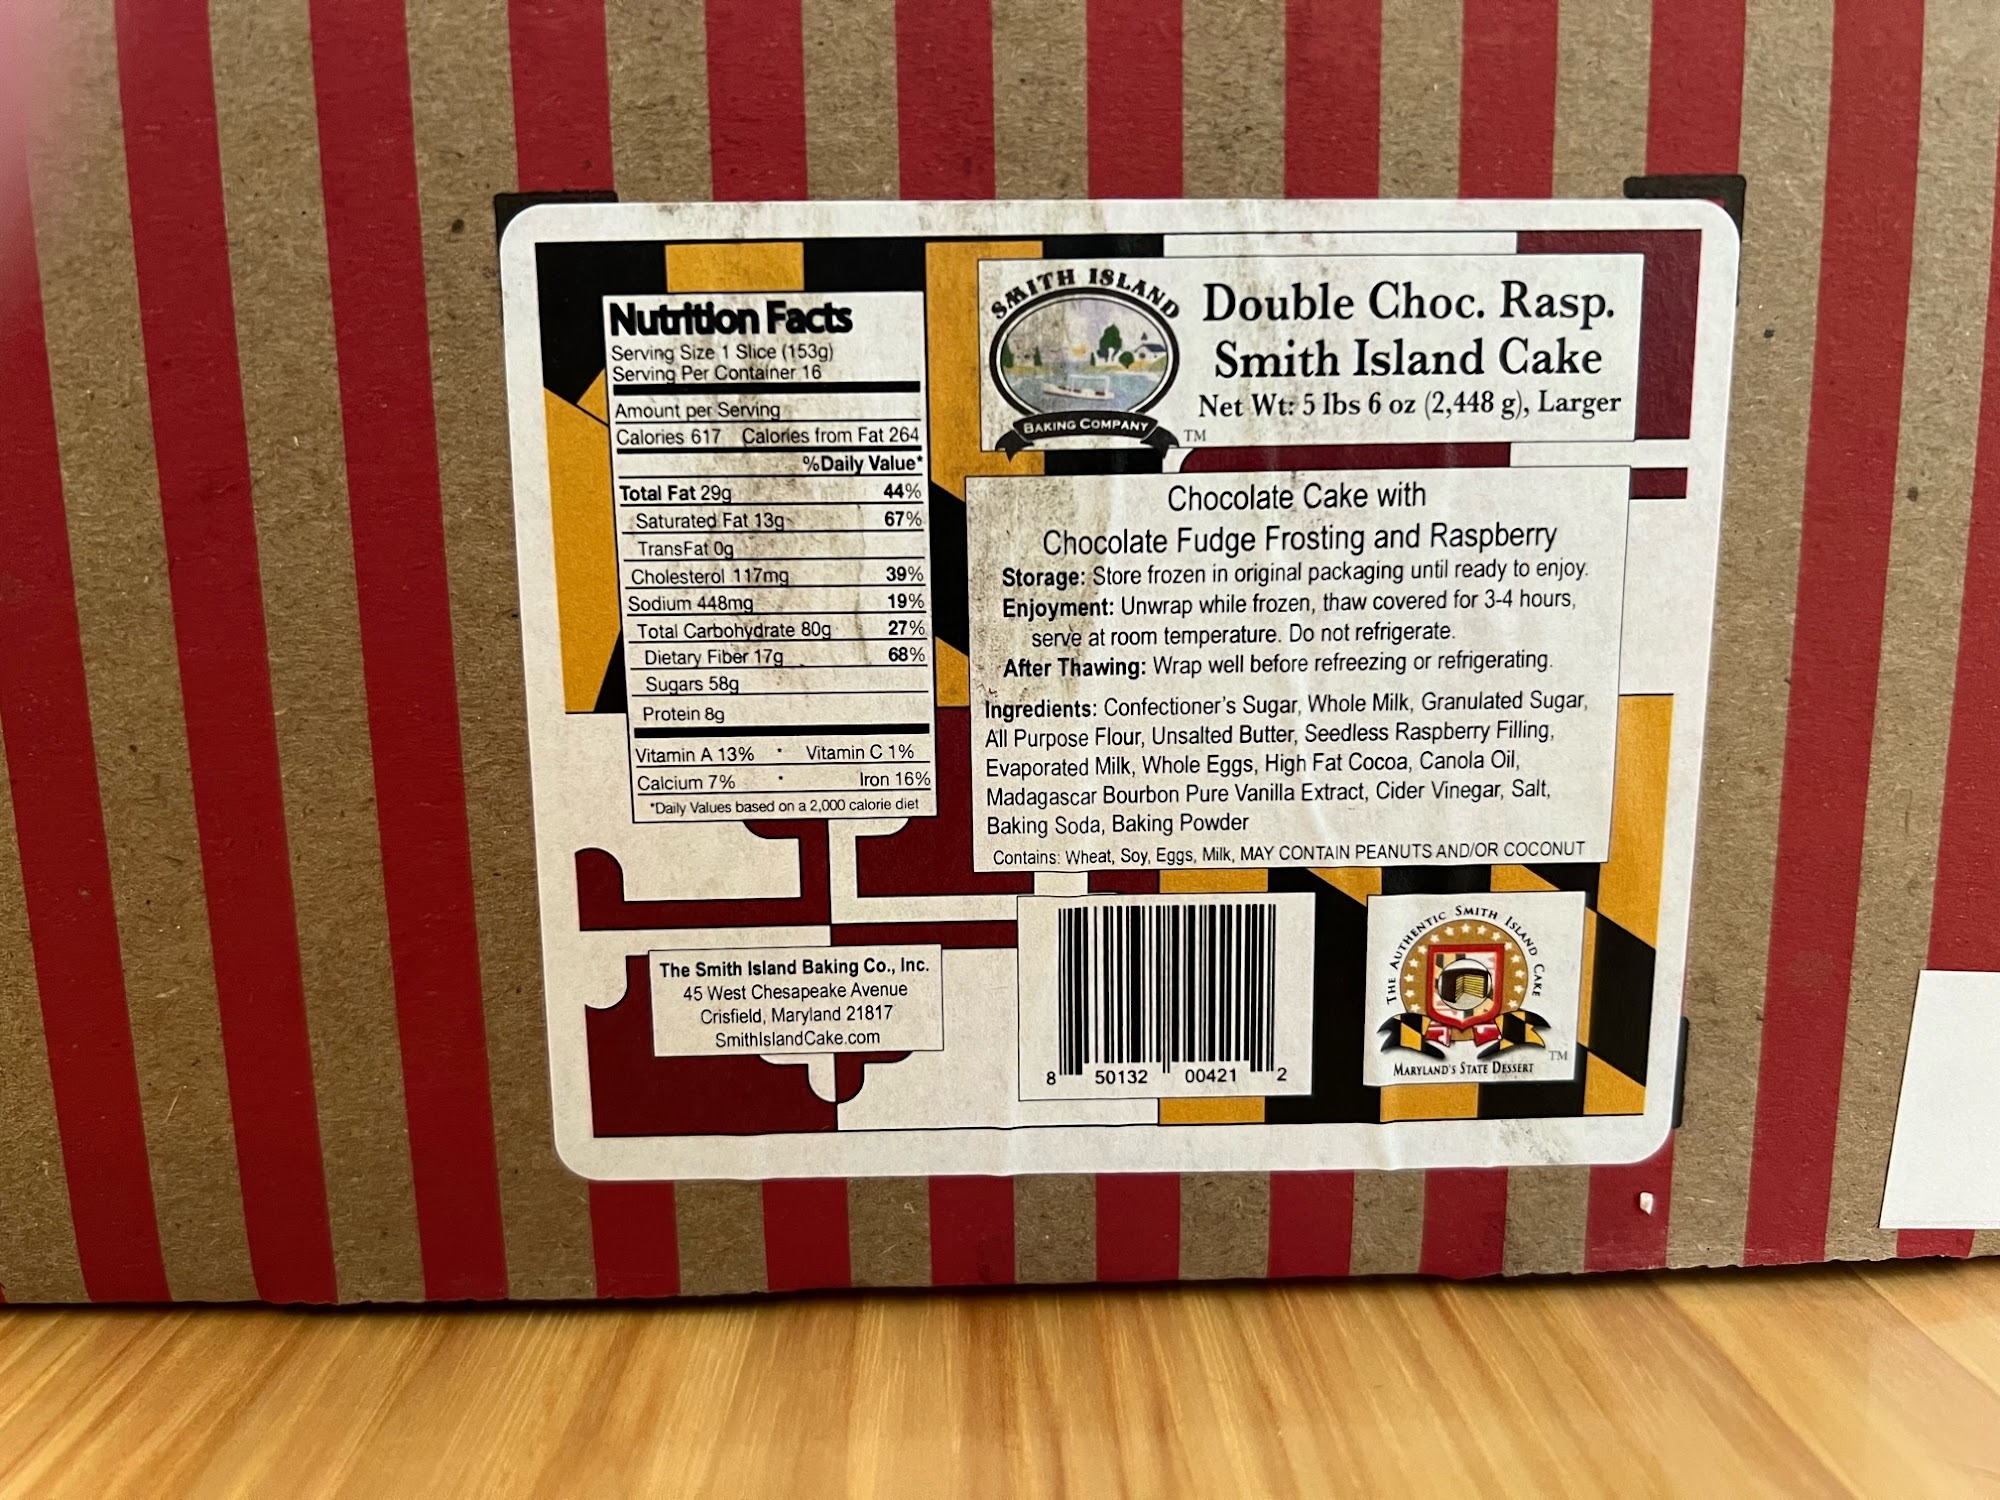 Nutrition Facts
Serving Size 1 Slice (153g)
Serving Per Container 16
Amount per Serving
Calories 617 Calories from Fat 264
%Daily Value*
Total Fat 29g 44%
Saturated Fat 13g 67%
TransFat 0g
Cholesterol 117mg 39%
Sodium 448mg 19%
Total Carbohydrate 80g 27%
Dietary Fiber 17g 68%
Sugars 58g
Protein 8g
Vitamin A 13% • Vitamin C 1%
Calcium 7% • Iron 16%
*Daily Values based on a 2,000 calorie diet
The Smith Island Baking Co., Inc.
45 West Chesapeake Avenue
Crisfield, Maryland 21817
SmithIslandCake.com
SMITH ISLAND
BAKING COMPANY
TM
Double Choc. Rasp.
Smith Island Cake
Net Wt: 5 lbs 6 oz (2,448 g), Larger
Chocolate Cake with
Chocolate Fudge Frosting and Raspberry
Storage: Store frozen in original packaging until ready to enjoy.
Enjoyment: Unwrap while frozen, thaw covered for 3-4 hours,
serve at room temperature. Do not refrigerate.
After Thawing: Wrap well before refreezing or refrigerating.
Ingredients: Confectioner's Sugar, Whole Milk, Granulated Sugar,
All Purpose Flour, Unsalted Butter, Seedless Raspberry Filling,
Evaporated Milk, Whole Eggs, High Fat Cocoa, Canola Oil,
Madagascar Bourbon Pure Vanilla Extract, Cider Vinegar, Salt,
Baking Soda, Baking Powder
Contains: Wheat, Soy, Eggs, Milk, MAY CONTAIN PEANUTS AND/OR COCONUT
8 50132 00421 2
THE AUTHENTIC SMITH ISLAND CAKE
TM
MARYLAND'S STATE DESSERT